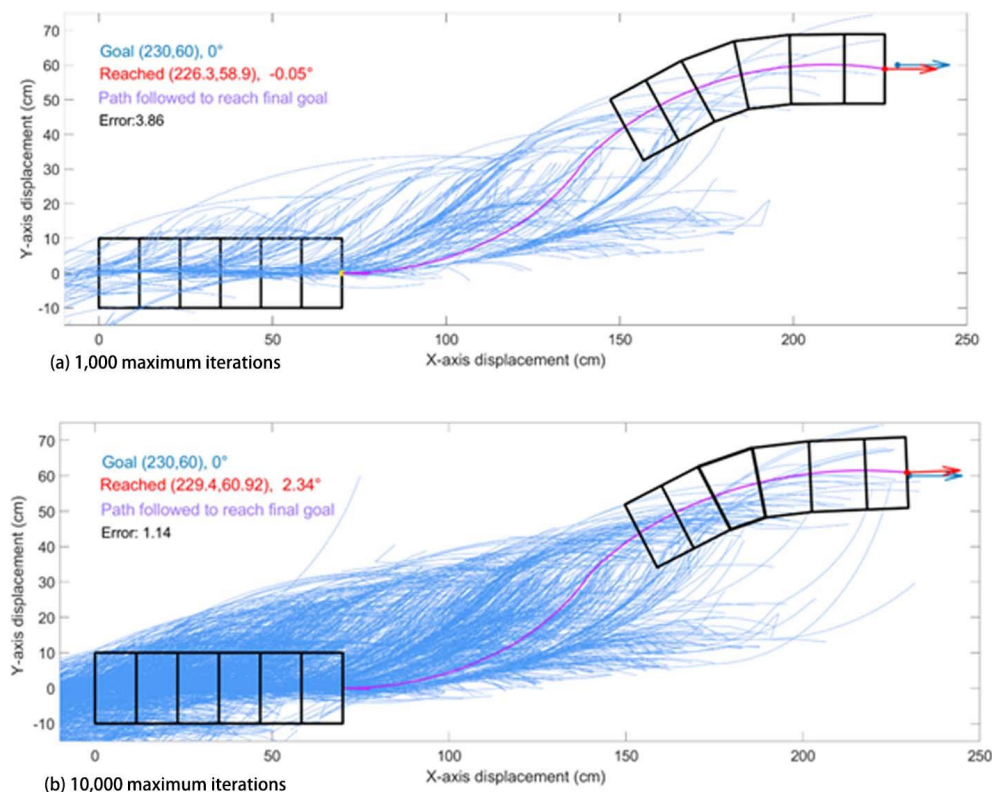 70
60
50
40
30
20
10
0
-10
Y-axis displacement (cm)
Goal (230,60), 0°
Reached (226.3,58.9), -0.05°
Path followed to reach final goal
Error:3.86
0 50 100 150 200 250
X-axis displacement (cm)
(a) 1,000 maximum iterations
70
60
50
40
30
20
10
0
-10
Y-axis displacement (cm)
Goal (230,60), 0°
Reached (229.4,60.92), 2.34°
Path followed to reach final goal
Error: 1.14
0 50 100 150 200 250
X-axis displacement (cm)
(b) 10,000 maximum iterations